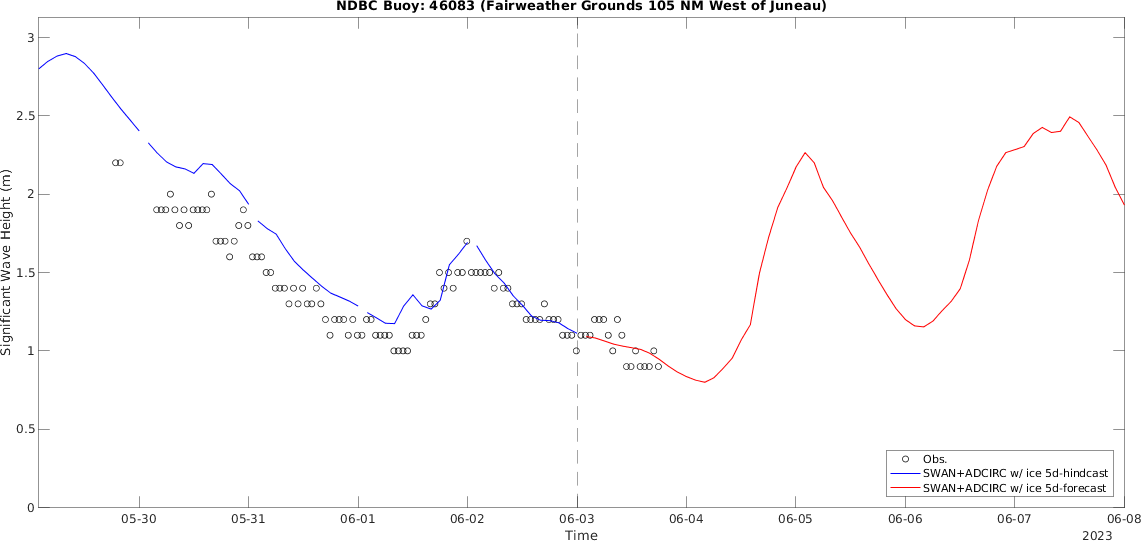 NDBC Buoy: 46083 (Fairweather Grounds 105 NM West of Juneau)
Significant Wave Height (m)
3
2.5
2
1.5
1
0.5
0
05-30 05-31 06-01 06-02 06-03 06-04 06-05 06-06 06-07 06-08
Time
2023
Obs.
SWAN+ADCIRC w/ ice 5d-hindcast
SWAN+ADCIRC w/ ice 5d-forecast